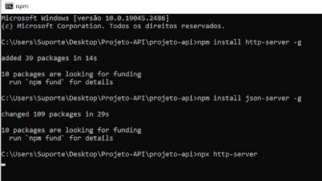 npm
Microsoft Windows [versão 10.0.19045.2486]
(c) Microsoft Corporation. Todos os direitos reservados.
C:\Users\Suporte\Desktop\Projeto-API\projeto-api>npm install http-server -g
added 39 packages in 14s
10 packages are looking for funding
run `npm fund` for details
C:\Users\Suporte\Desktop\Projeto-API\projeto-api>npm install json-server -g
changed 109 packages in 29s
10 packages are looking for funding
run `npm fund` for details
C:\Users\Suporte\Desktop\Projeto-API\projeto-api>npx http-server